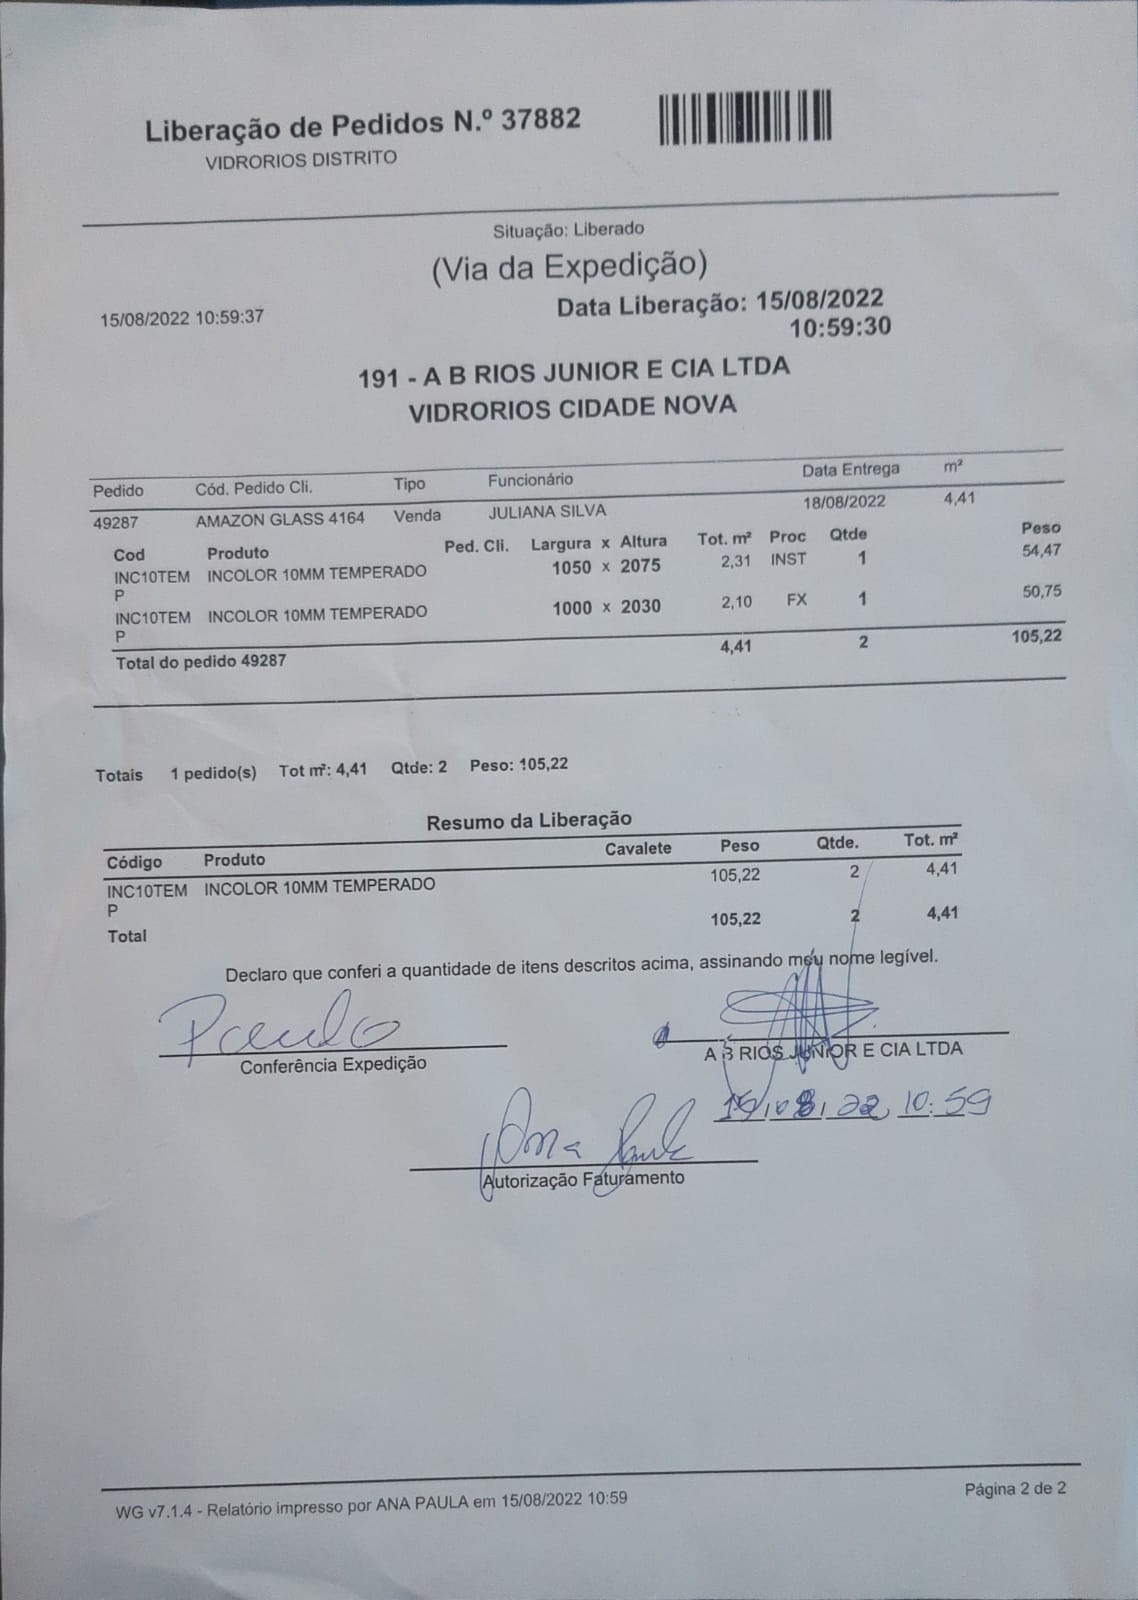 Liberação de Pedidos N.º 37882
VIDRORIOS DISTRITO
Situação: Liberado
(Via da Expedição)
15/08/2022 10:59:37
Data Liberação: 15/08/2022
10:59:30
191 - A B RIOS JUNIOR E CIA LTDA
VIDRORIOS CIDADE NOVA
Pedido Cód. Pedido Cli. Tipo Funcionário Data Entrega m²
49287 AMAZON GLASS 4164 Venda JULIANA SILVA 18/08/2022 4,41
Cod Produto Ped. Cli. Largura x Altura Tot. m² Proc Qtde Peso
INC10TEM INCOLOR 10MM TEMPERADO 1050 x 2075 2,31 INST 1 54,47
P
INC10TEM INCOLOR 10MM TEMPERADO 1000 x 2030 2,10 FX 1 50,75
P
Total do pedido 49287 4,41 2 105,22
Totais 1 pedido(s) Tot m²: 4,41 Qtde: 2 Peso: 105,22
Resumo da Liberação
Código Produto Cavalete Peso Qtde. Tot. m²
INC10TEM INCOLOR 10MM TEMPERADO 105,22 2 4,41
P
Total 105,22 2 4,41
Declaro que conferi a quantidade de itens descritos acima, assinando meu nome legível.
Paulo
Conferência Expedição
A B RIOS JUNIOR E CIA LTDA
15/08/22 10:59
Ana Paula
Autorização Faturamento
WG v7.1.4 - Relatório impresso por ANA PAULA em 15/08/2022 10:59
Página 2 de 2